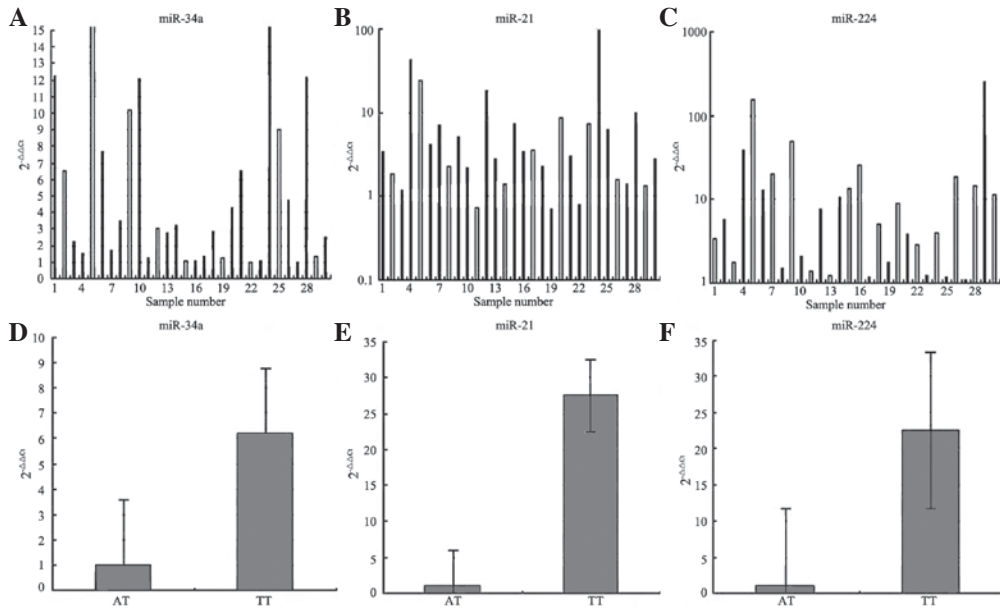 A miR-34a
15
14
13
12
11
10
9
8
7
6
5
4
3
2
1
0
2-ΔΔCt
1 4 7 10 13 16 19 22 25 28
Sample number
B miR-21
100
10
1
0.1
2-ΔΔCt
1 4 7 10 13 16 19 22 25 28
Sample number
C miR-224
1000
100
10
1
2-ΔΔCt
1 4 7 10 13 16 19 22 25 28
Sample number
D miR-34a
10
9
8
7
6
5
4
3
2
1
0
2-ΔΔCt
AT TT
E miR-21
35
30
25
20
15
10
5
0
2-ΔΔCt
AT TT
F miR-224
35
30
25
20
15
10
5
0
2-ΔΔCt
AT TT